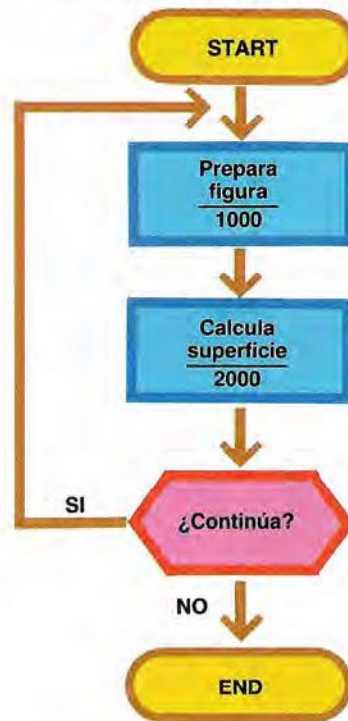 START
Prepara
figura
1000
Calcula
superficie
2000
¿Continúa?
SI
NO
END